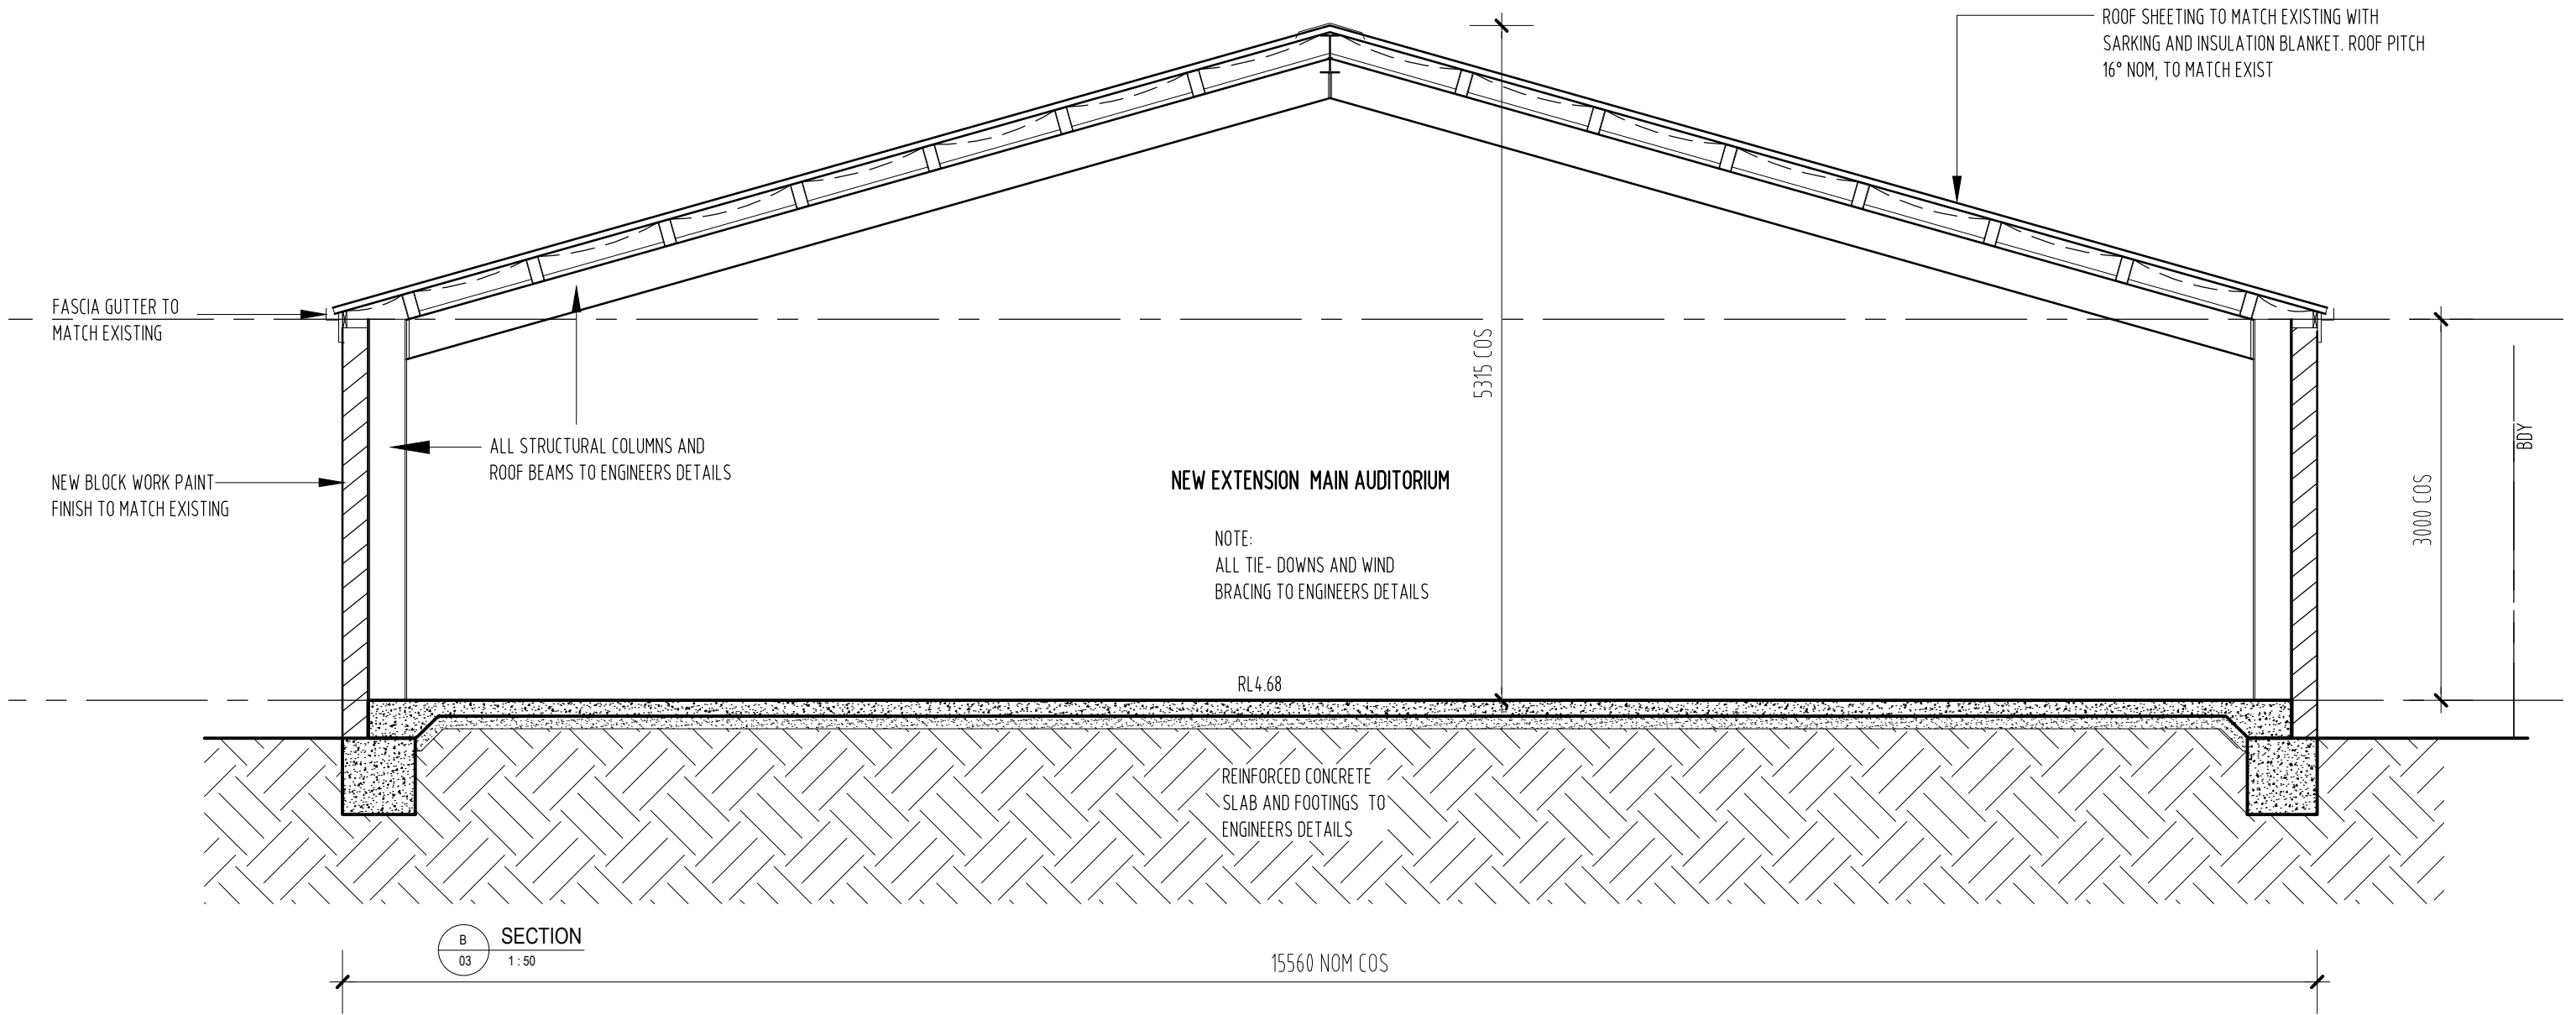 ROOF SHEETING TO MATCH EXISTING WITH
SARKING AND INSULATION BLANKET. ROOF PITCH
16° NOM, TO MATCH EXIST
FASCIA GUTTER TO
MATCH EXISTING
5315 COS
ALL STRUCTURAL COLUMNS AND
ROOF BEAMS TO ENGINEERS DETAILS
NEW BLOCK WORK PAINT
FINISH TO MATCH EXISTING
NEW EXTENSION MAIN AUDITORIUM
NOTE:
ALL TIE- DOWNS AND WIND
BRACING TO ENGINEERS DETAILS
3000 COS
BDY
RL4.68
REINFORCED CONCRETE
SLAB AND FOOTINGS TO
ENGINEERS DETAILS
B
03
SECTION
1 : 50
15560 NOM COS